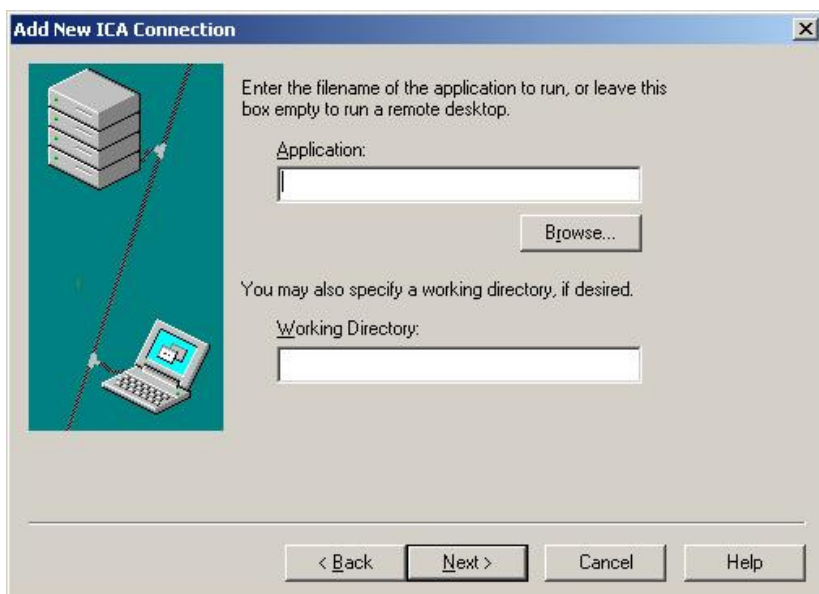 Add New ICA Connection
Enter the filename of the application to run, or leave this
box empty to run a remote desktop.
Application:
Browse...
You may also specify a working directory, if desired.
Working Directory:
< Back
Next >
Cancel
Help